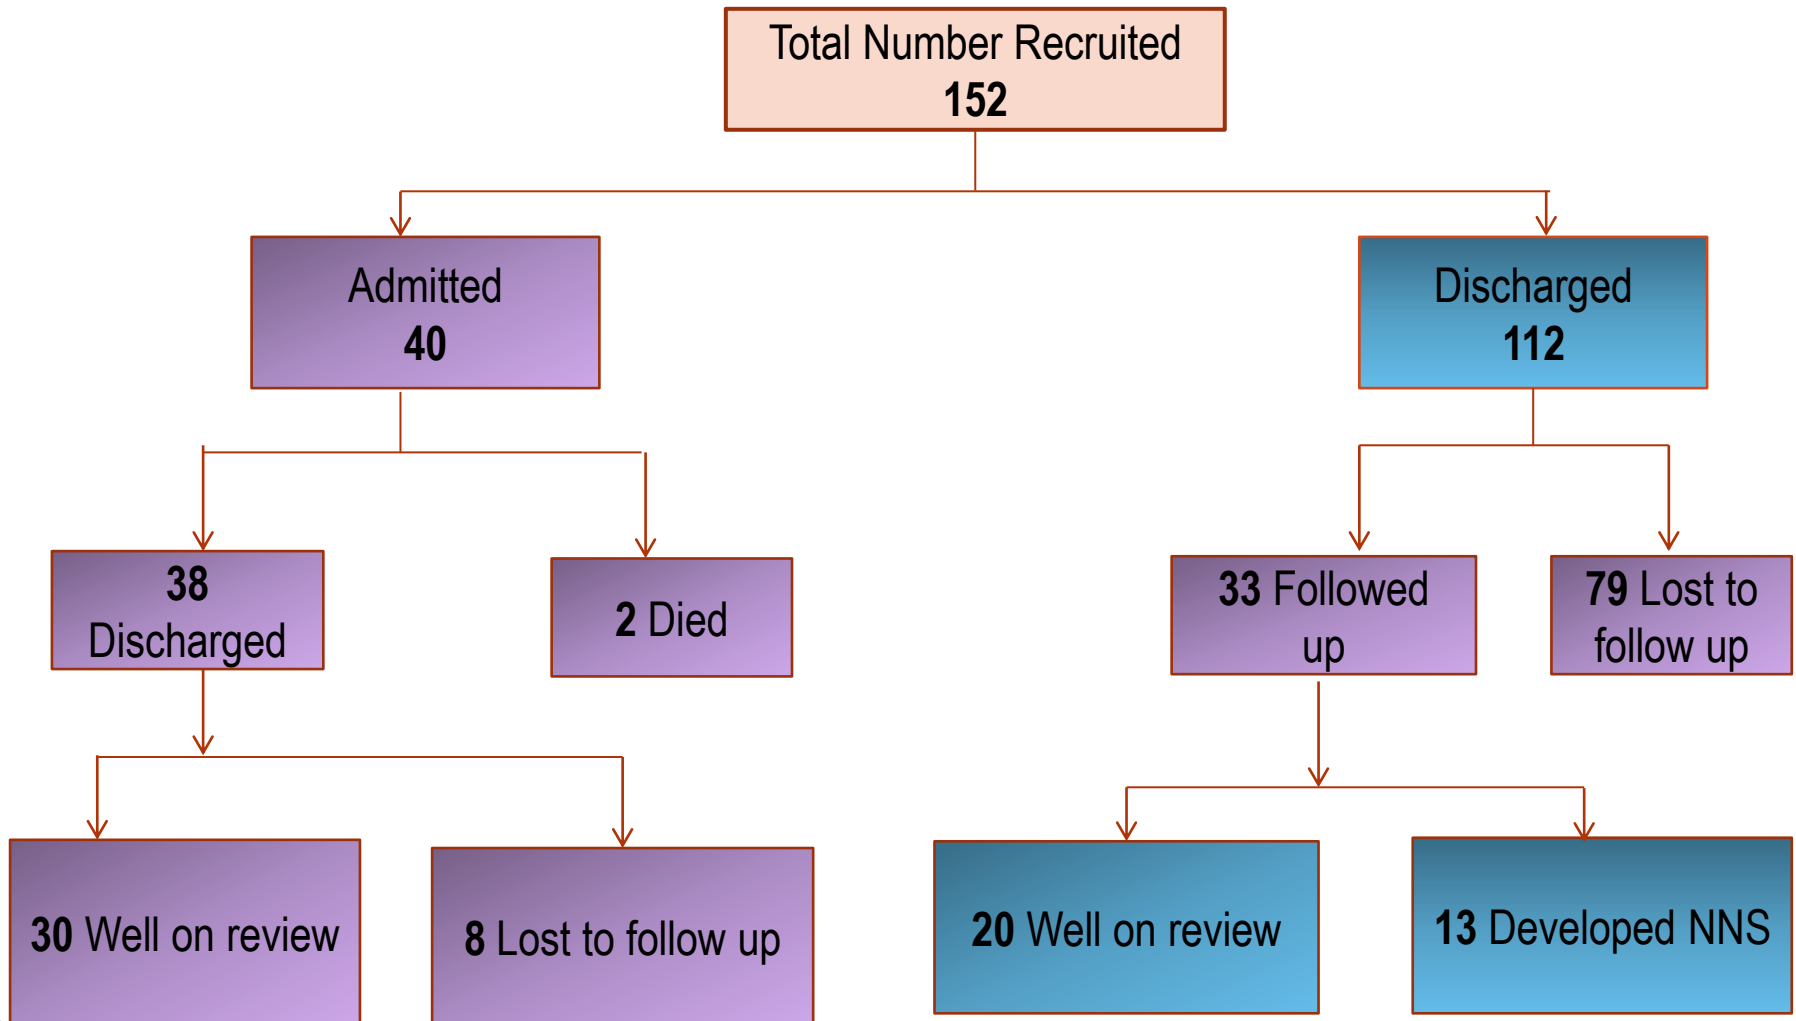 Total Number Recruited
152
Admitted
40
Discharged
112
38
Discharged
2 Died
33 Followed
up
79 Lost to
follow up
30 Well on review
8 Lost to follow up
20 Well on review
13 Developed NNS